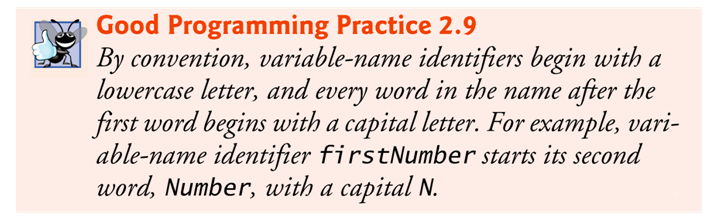 Good Programming Practice 2.9
By convention, variable-name identifiers begin with a
lowercase letter, and every word in the name after the
first word begins with a capital letter. For example, vari-
able-name identifier firstNumber starts its second
word, Number, with a capital N.